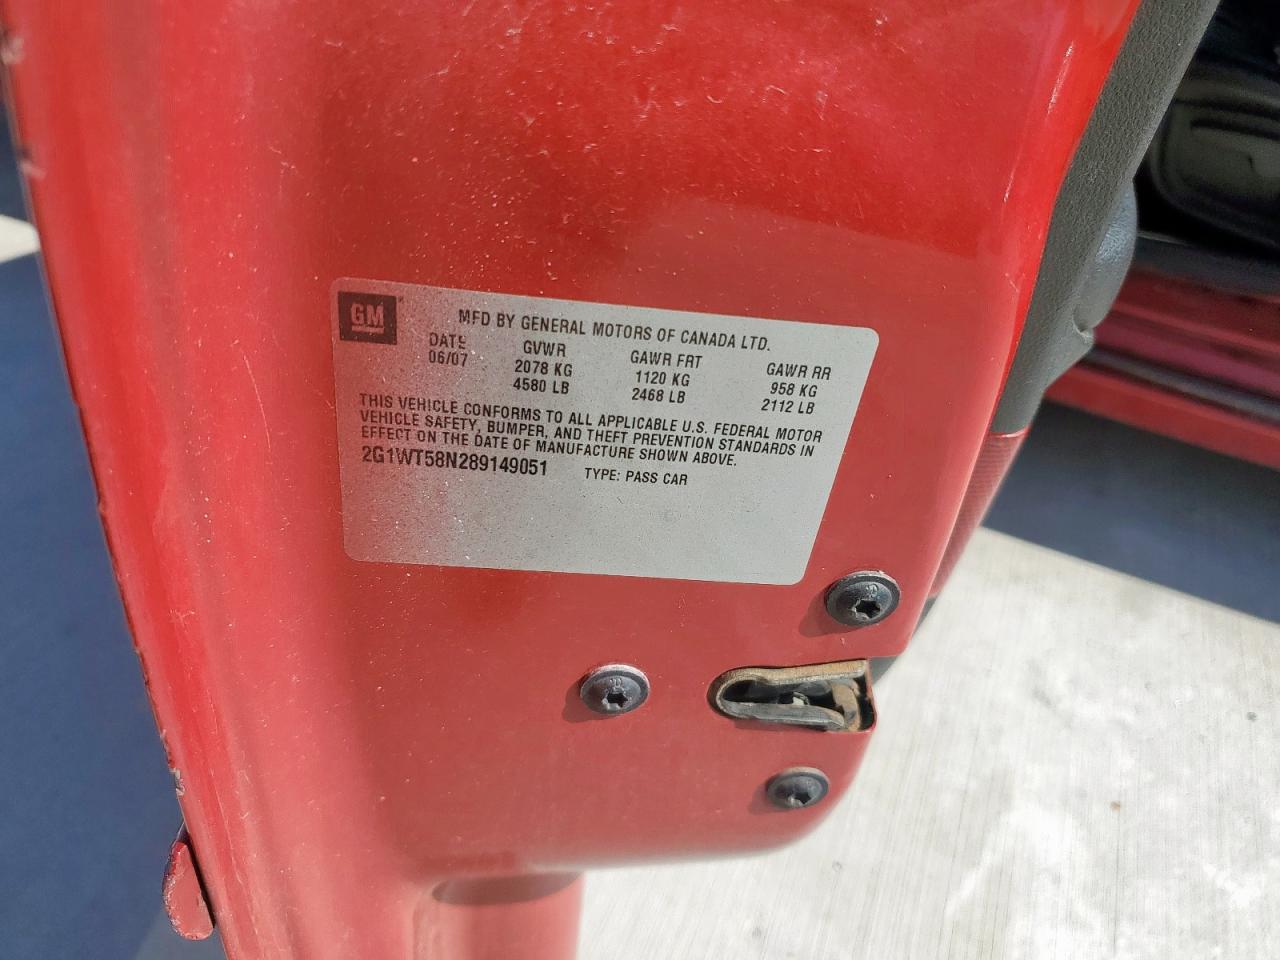 GM
MFD BY GENERAL MOTORS OF CANADA LTD.
DATE GVWR GAWR FRT GAWR RR
06/07 2078 KG 1120 KG 958 KG
4580 LB 2468 LB 2112 LB
THIS VEHICLE CONFORMS TO ALL APPLICABLE U.S. FEDERAL MOTOR
VEHICLE SAFETY, BUMPER, AND THEFT PREVENTION STANDARDS IN
EFFECT ON THE DATE OF MANUFACTURE SHOWN ABOVE.
2G1WT58N289149051 TYPE: PASS CAR